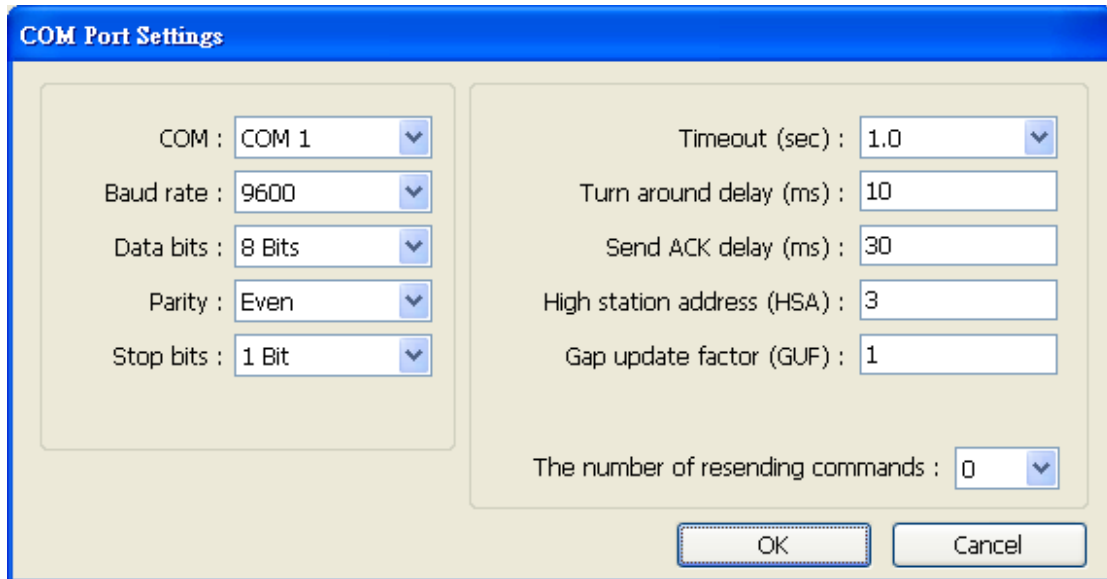 COM Port Settings
COM : COM 1
Baud rate : 9600
Data bits : 8 Bits
Parity : Even
Stop bits : 1 Bit
Timeout (sec) : 1.0
Turn around delay (ms) : 10
Send ACK delay (ms) : 30
High station address (HSA) : 3
Gap update factor (GUF) : 1
The number of resending commands : 0
OK
Cancel